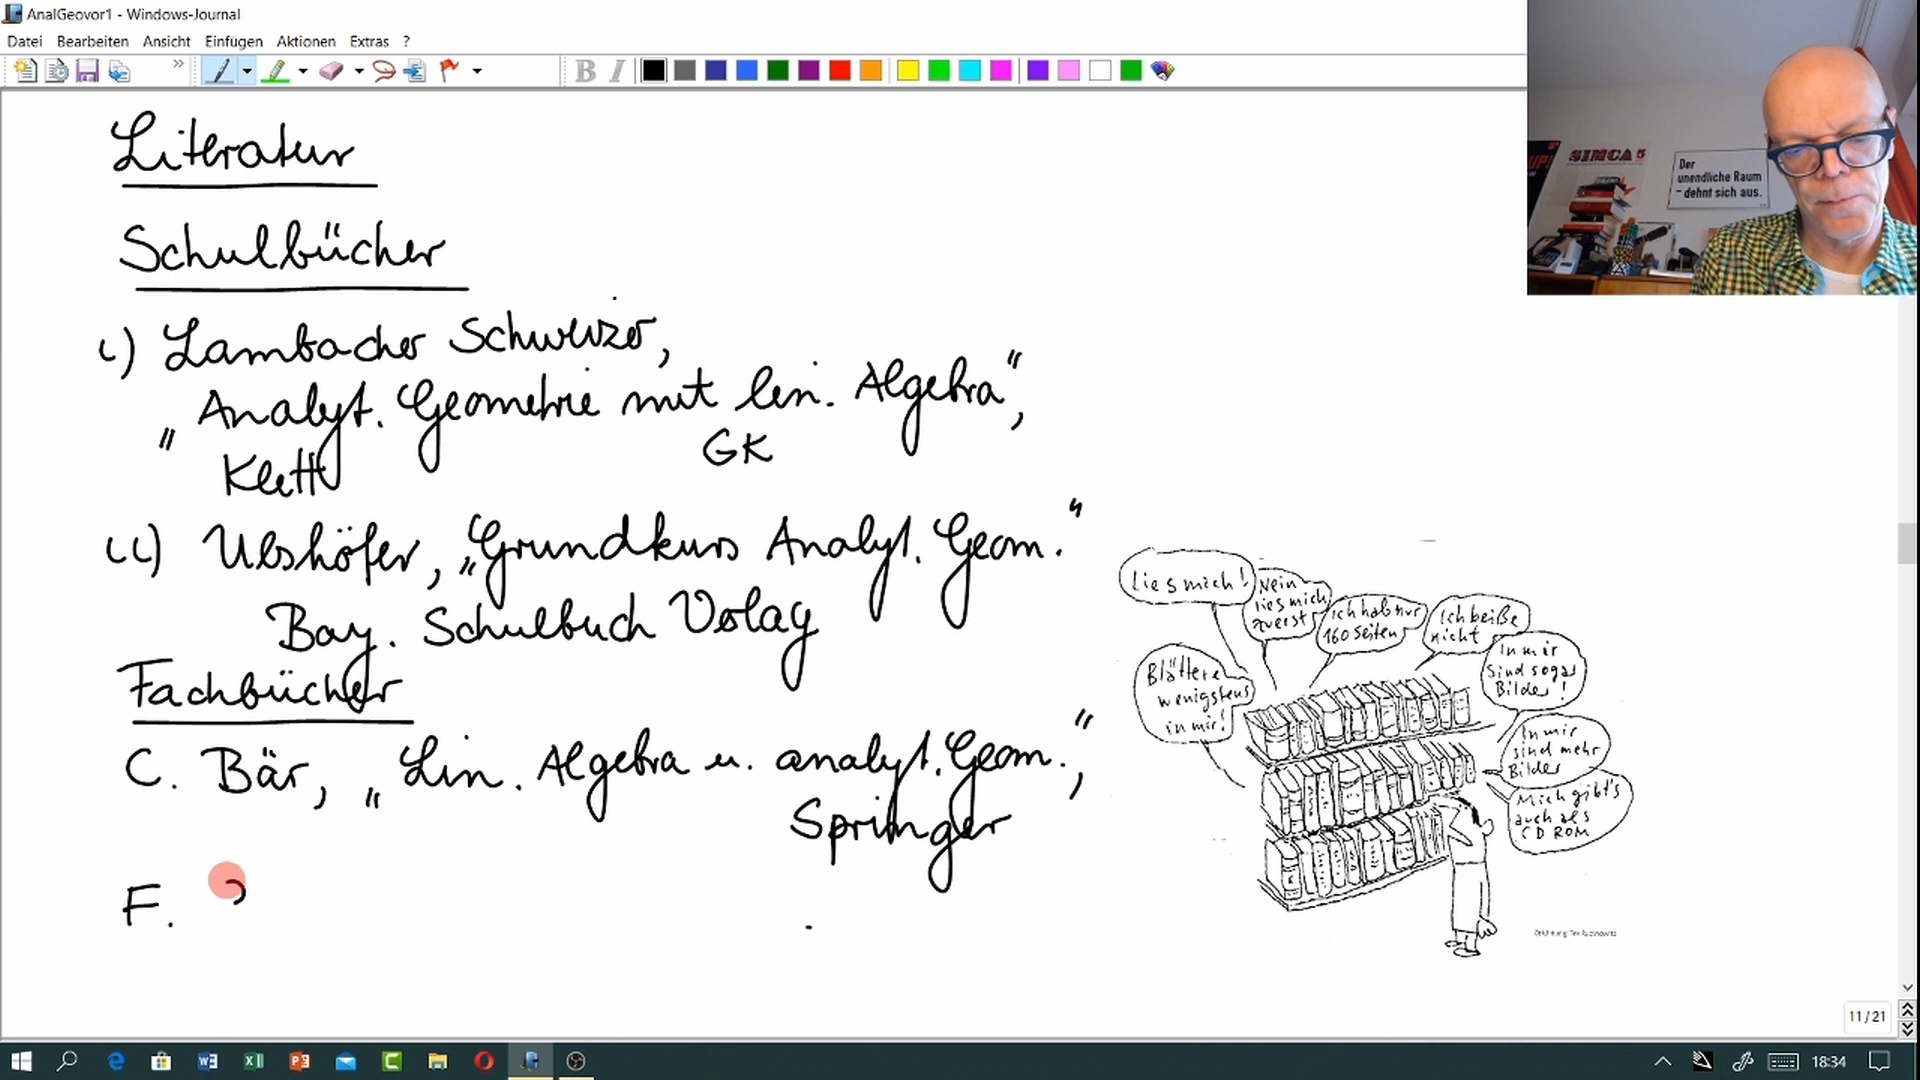 AnalGeovor1 - Windows-Journal
Datei Bearbeiten Ansicht Einfügen Aktionen Extras ?
B I
Literatur
Schulbücher
i) Lambacher Schweizer,
„Analyt. Geometrie mit lin. Algebra“,
Klett GK
ii) Ulshöfer, „Grundkurs Analyt. Geom.“
Bay. Schulbuch Verlag
Fachbücher
C. Bär, „Lin. Algebra u. analyt. Geom.“,
Springer
F.
Lies mich!
Nein
lies mich
zuerst
Ich hab nur
160 Seiten
Ich beiße
nicht
In mir
sind sogar
Bilder!
Blättere
wenigstens
in mir!
In mir
sind mehr
Bilder
Mich gibt's
auch als
CD ROM
UP!
SIMCA 5
Der
unendliche Raum
– dehnt sich aus.
11/21
18:34